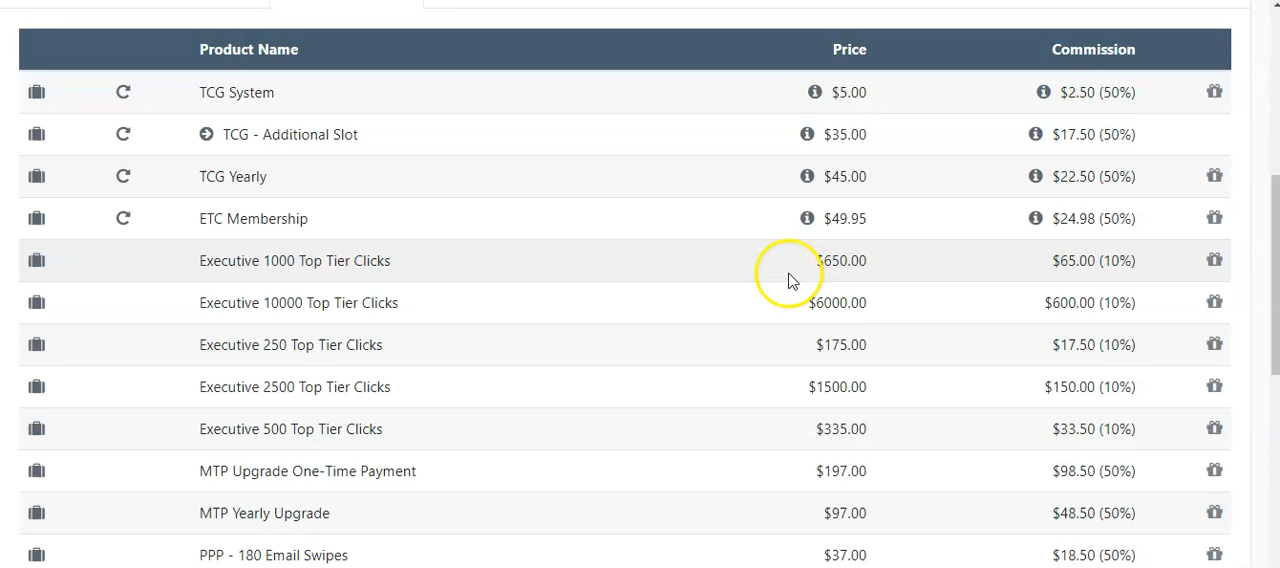 Product Name Price Commission
TCG System $5.00 $2.50 (50%)
TCG - Additional Slot $35.00 $17.50 (50%)
TCG Yearly $45.00 $22.50 (50%)
ETC Membership $49.95 $24.98 (50%)
Executive 1000 Top Tier Clicks $650.00 $65.00 (10%)
Executive 10000 Top Tier Clicks $6000.00 $600.00 (10%)
Executive 250 Top Tier Clicks $175.00 $17.50 (10%)
Executive 2500 Top Tier Clicks $1500.00 $150.00 (10%)
Executive 500 Top Tier Clicks $335.00 $33.50 (10%)
MTP Upgrade One-Time Payment $197.00 $98.50 (50%)
MTP Yearly Upgrade $97.00 $48.50 (50%)
PPP - 180 Email Swipes $37.00 $18.50 (50%)